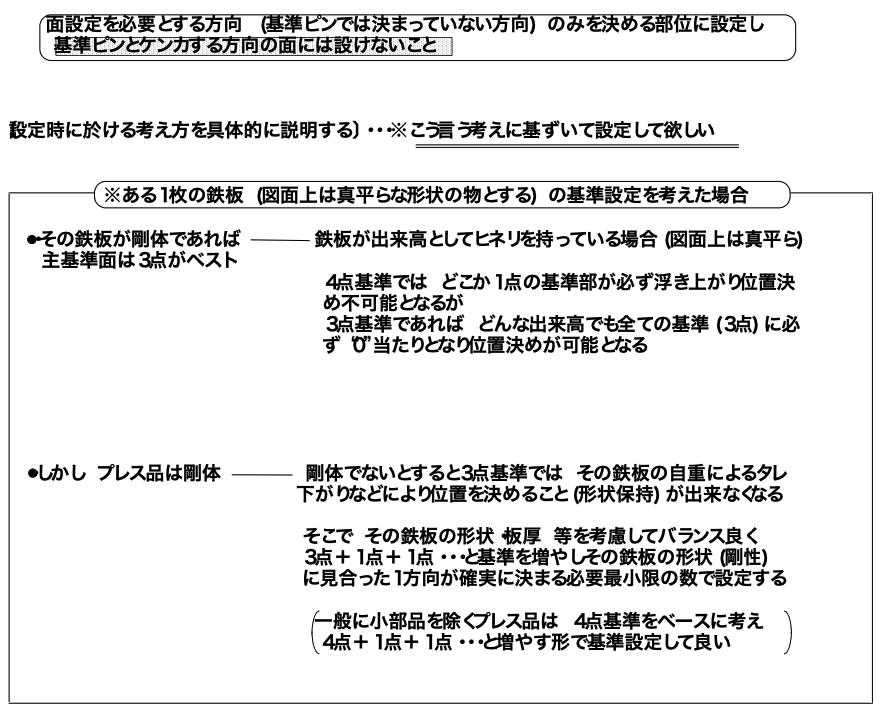 面設定を必要とする方向 (基準ピンでは決まっていない方向) のみを決める部位に設定し
基準ピンとケンカする方向の面には設けないこと
設定時に於ける考え方を具体的に説明する〕・・・※こう言う考えに基ずいて設定して欲しい
※ある1枚の鉄板 (図面上は真平らな形状の物とする) の基準設定を考えた場合
●その鉄板が剛体であれば
主基準面は3点がベスト
鉄板が出来高としてヒネリを持っている場合 (図面上は真平ら)
4点基準では どこか1点の基準部が必ず浮き上がり位置決
め不可能となるが
3点基準であれば どんな出来高でも全ての基準 (3点) に必
ず “0”当たりとなり位置決めが可能となる
●しかし プレス品は剛体
剛体でないとすると3点基準では その鉄板の自重によるタレ
下がりなどにより位置を決めること (形状保持) が出来なくなる
そこで その鉄板の形状・板厚 等を考慮してバランス良く
3点+1点+1点・・・と基準を増やしその鉄板の形状 (剛性)
に見合った1方向が確実に決まる必要最小限の数で設定する
(一般に小部品を除くプレス品は 4点基準をベースに考え
4点+1点+1点・・・と増やす形で基準設定して良い )